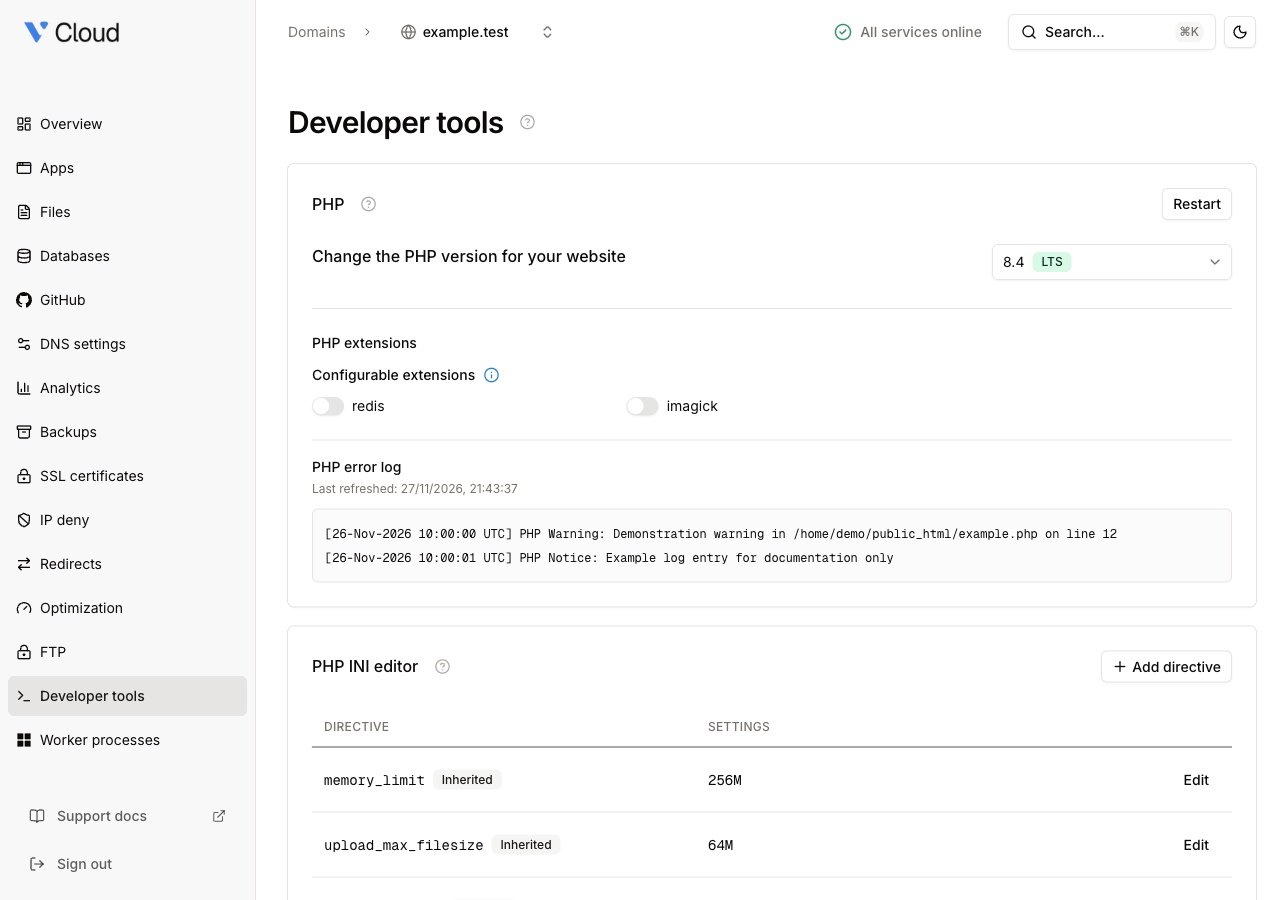 Cloud
Domains
example.test
All services online
Search...
⌘K
Overview
Apps
Files
Databases
GitHub
DNS settings
Analytics
Backups
SSL certificates
IP deny
Redirects
Optimization
FTP
Developer tools
Worker processes
Support docs
Sign out
Developer tools
PHP
Restart
Change the PHP version for your website
8.4 LTS
PHP extensions
Configurable extensions
redis
imagick
PHP error log
Last refreshed: 27/11/2026, 21:43:37
[26-Nov-2026 10:00:00 UTC] PHP Warning: Demonstration warning in /home/demo/public_html/example.php on line 12
[26-Nov-2026 10:00:01 UTC] PHP Notice: Example log entry for documentation only
PHP INI editor
Add directive
DIRECTIVE SETTINGS
memory_limit Inherited 256M Edit
upload_max_filesize Inherited 64M Edit